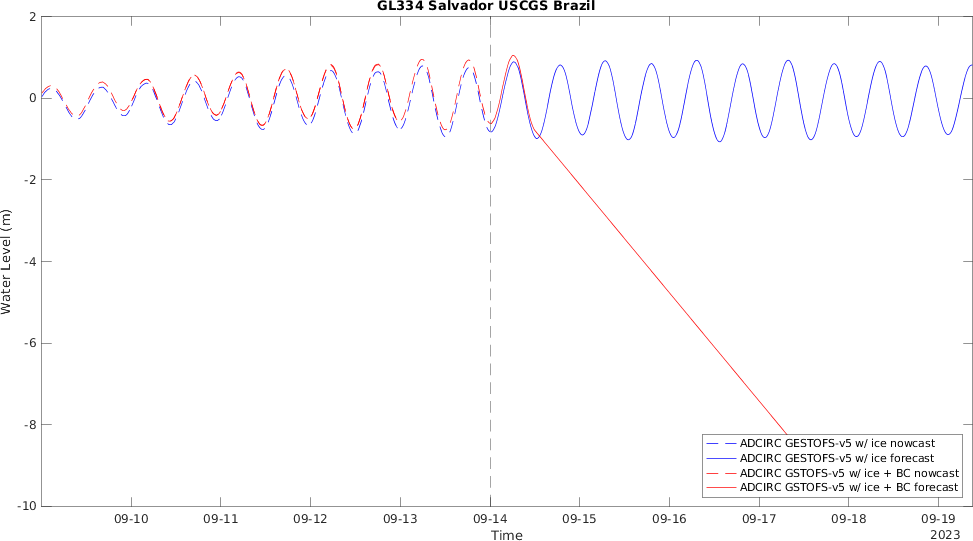 GL334 Salvador USCGS Brazil
2
0
-2
-4
-6
-8
-10
Water Level (m)
ADCIRC GESTOFS-v5 w/ ice nowcast
ADCIRC GESTOFS-v5 w/ ice forecast
ADCIRC GSTOFS-v5 w/ ice + BC nowcast
ADCIRC GSTOFS-v5 w/ ice + BC forecast
09-10 09-11 09-12 09-13 09-14 09-15 09-16 09-17 09-18 09-19
Time
2023